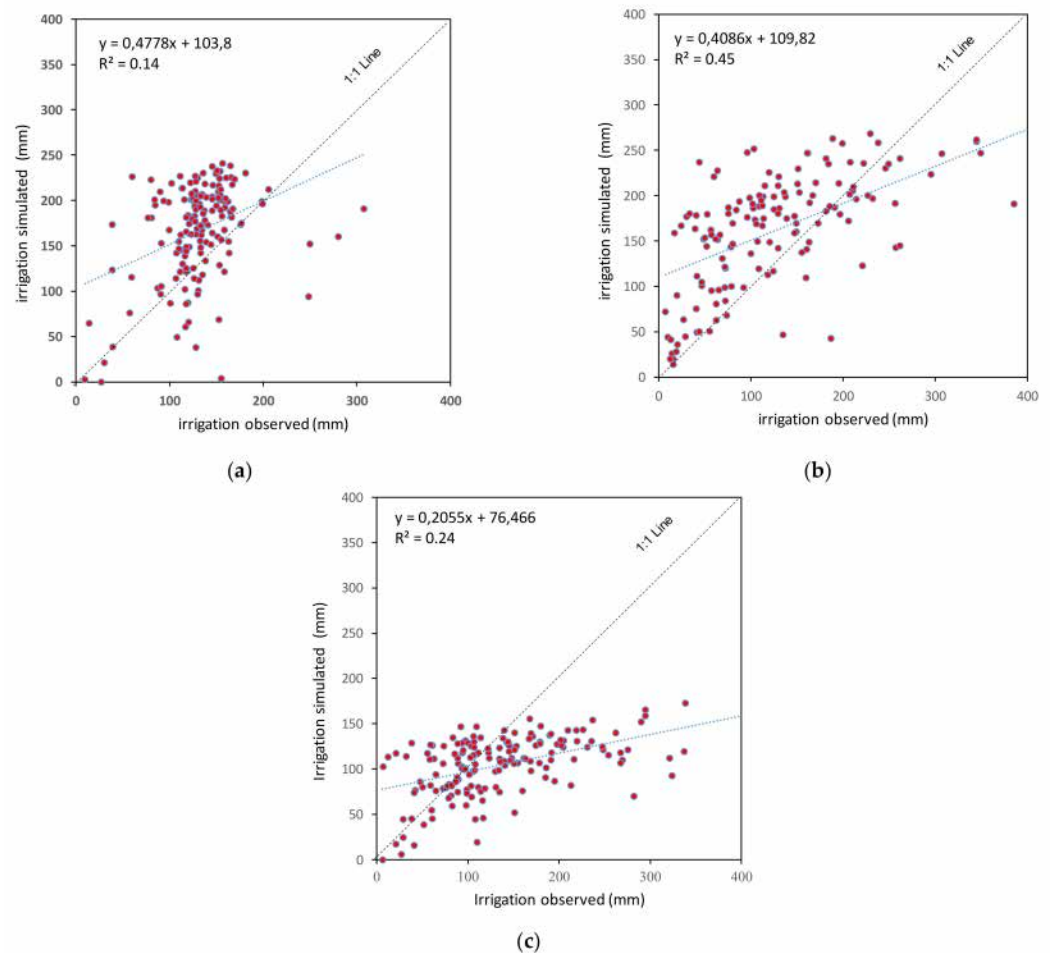 y = 0,4778x + 103,8
R² = 0.14
1:1 Line
irrigation simulated (mm)
400
350
300
250
200
150
100
50
0
0 100 200 300 400
irrigation observed (mm)
(a)
y = 0,4086x + 109,82
R² = 0.45
1:1 Line
irrigation simulated (mm)
400
350
300
250
200
150
100
50
0
0 100 200 300 400
irrigation observed (mm)
(b)
y = 0,2055x + 76,466
R² = 0.24
1:1 Line
Irrigation simulated (mm)
400
350
300
250
200
150
100
50
0
0 100 200 300 400
Irrigation observed (mm)
(c)